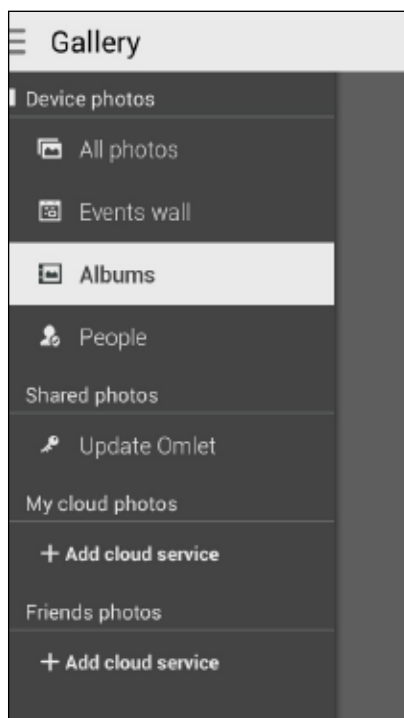 Gallery
Device photos
All photos
Events wall
Albums
People
Shared photos
Update Omlet
My cloud photos
+ Add cloud service
Friends photos
+ Add cloud service